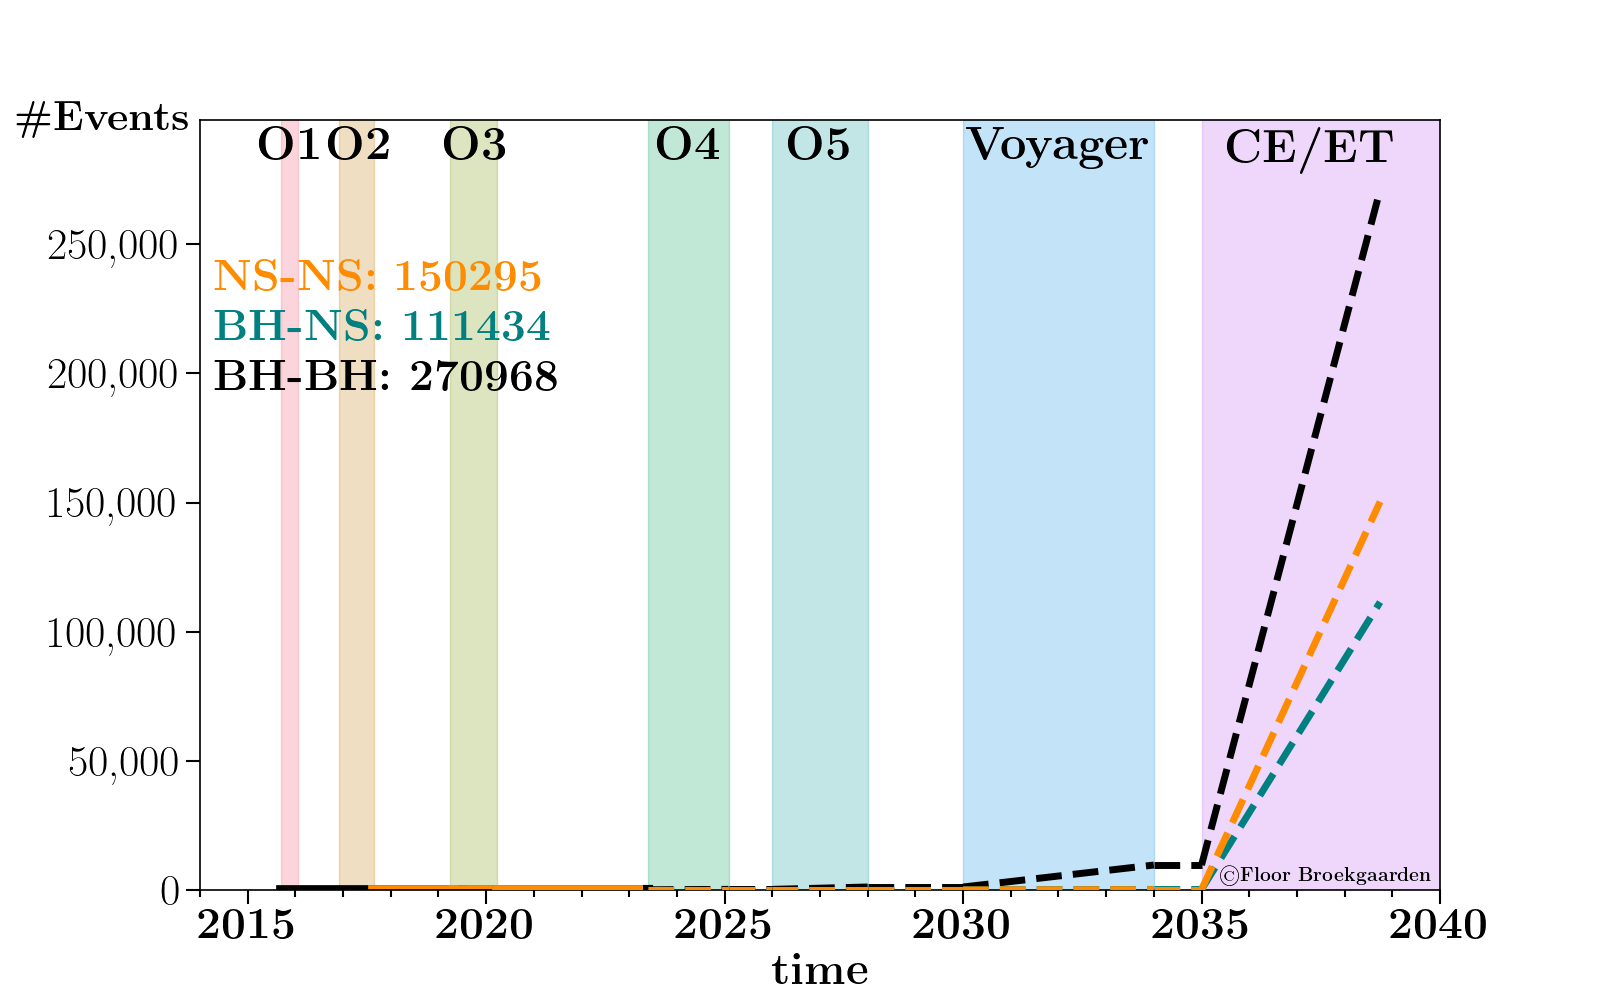 #Events
O1 O2 O3 O4 O5 Voyager CE/ET
250,000
NS-NS: 150295
BH-NS: 111434
200,000
BH-BH: 270968
150,000
100,000
50,000
0
©Floor Broekgaarden
2015 2020 2025 2030 2035 2040
time